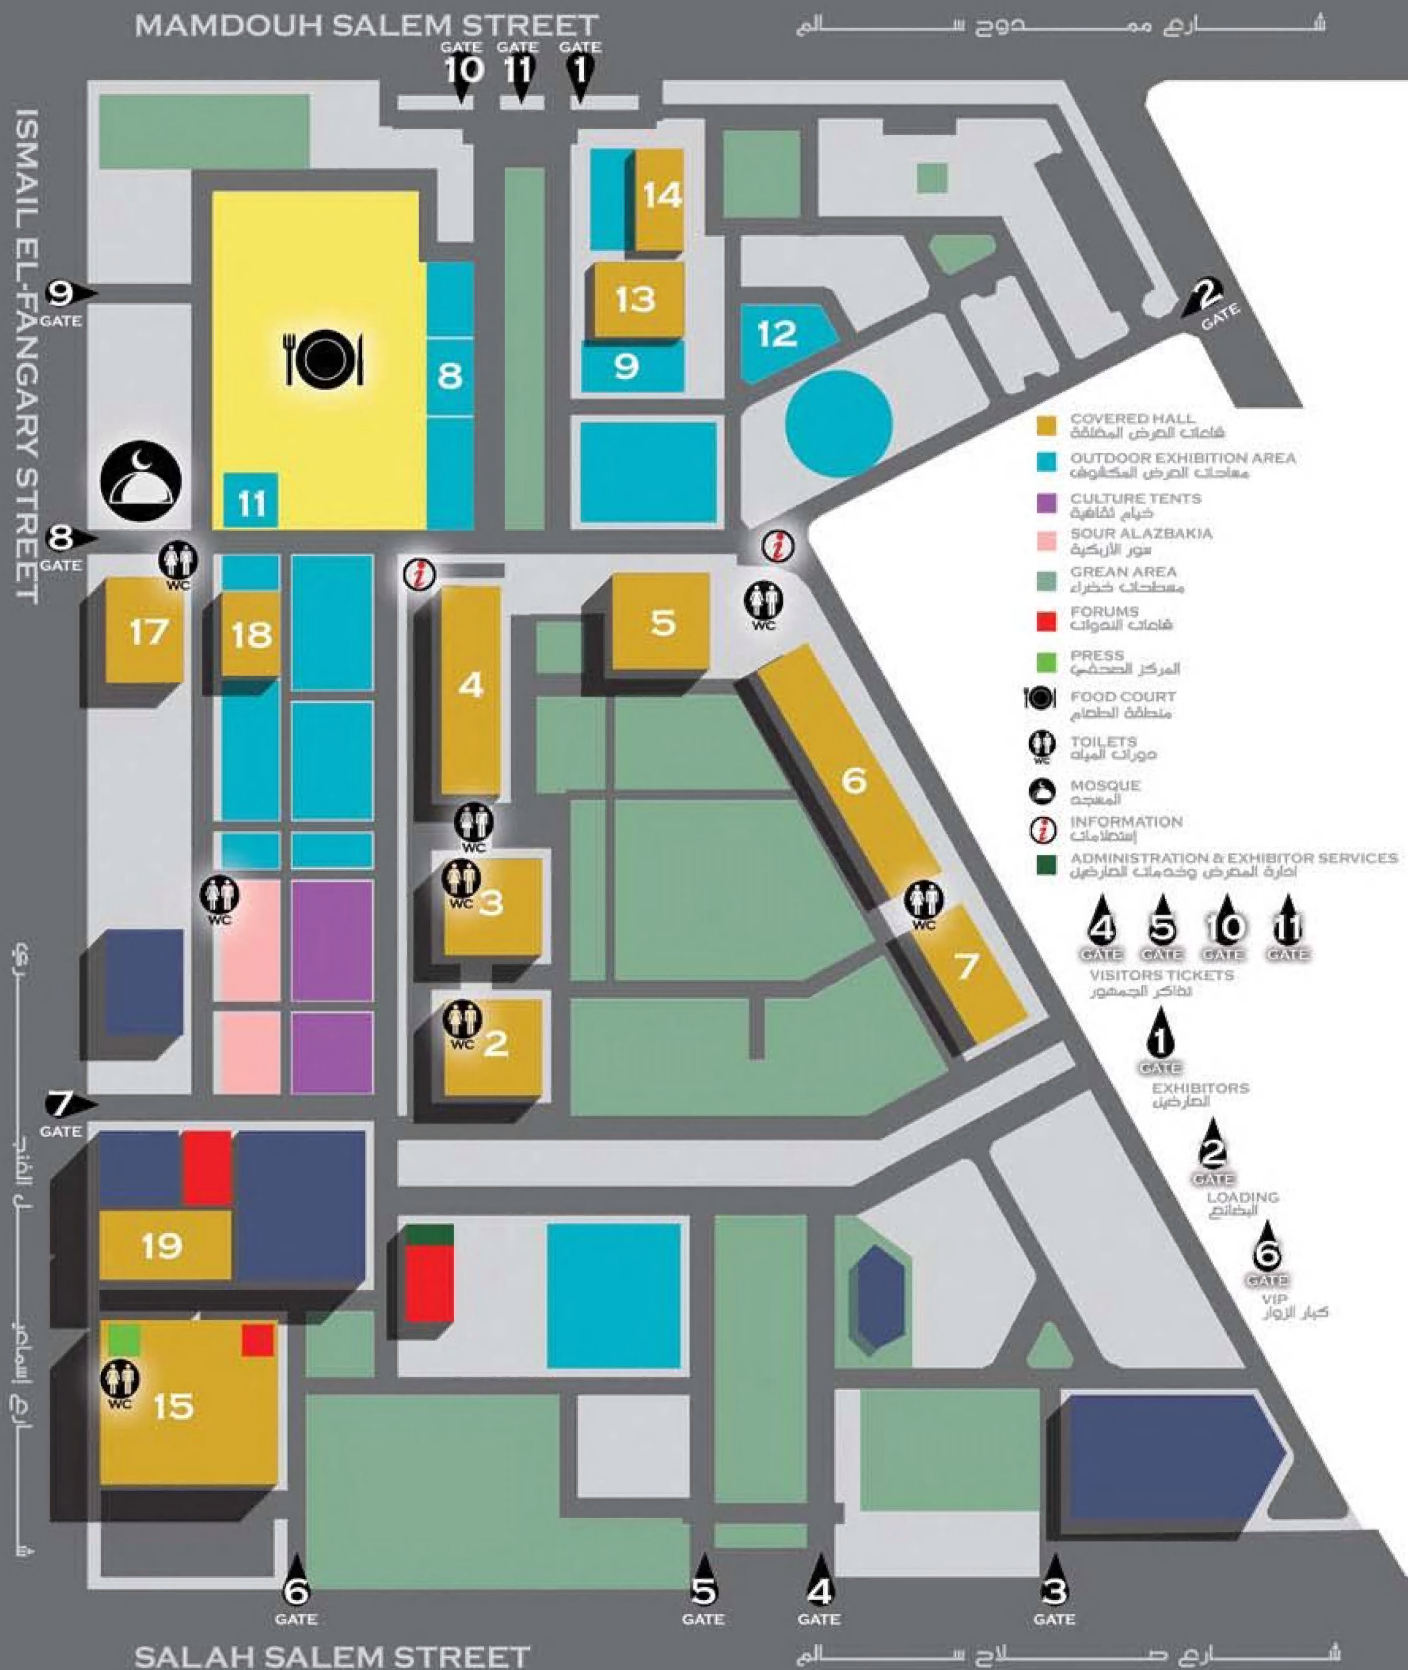 MAMDOUH SALEM STREET
شارع ممدوح سالم
GATE
10
GATE
11
GATE
1
ISMAIL EL-FANGARY STREET
14
2
GATE
9
GATE
13
12
9
8
11
8
GATE
WC
17
18
4
5
WC
6
WC
WC
3
WC
WC
7
WC
2
7
GATE
19
15
WC
COVERED HALL
قاعات العرض المغلقة
OUTDOOR EXHIBITION AREA
مساحات العرض المكشوف
CULTURE TENTS
خيام ثقافية
SOUR ALAZBAKIA
سور الأزبكية
GREAN AREA
مسطحات خضراء
FORUMS
قاعات الندوات
PRESS
المركز الصحفي
FOOD COURT
منطقة الطعام
TOILETS
دورات المياه
WC
MOSQUE
المسجد
INFORMATION
إستعلامات
ADMINISTRATION & EXHIBITOR SERVICES
ادارة المعرض وخدمات العارضين
4
GATE
5
GATE
10
GATE
11
GATE
VISITORS TICKETS
تذاكر الجمهور
1
GATE
EXHIBITORS
العارضين
2
GATE
LOADING
البضائع
6
GATE
VIP
كبار الزوار
6
GATE
5
GATE
4
GATE
3
GATE
SALAH SALEM STREET
شارع صلاح سالم